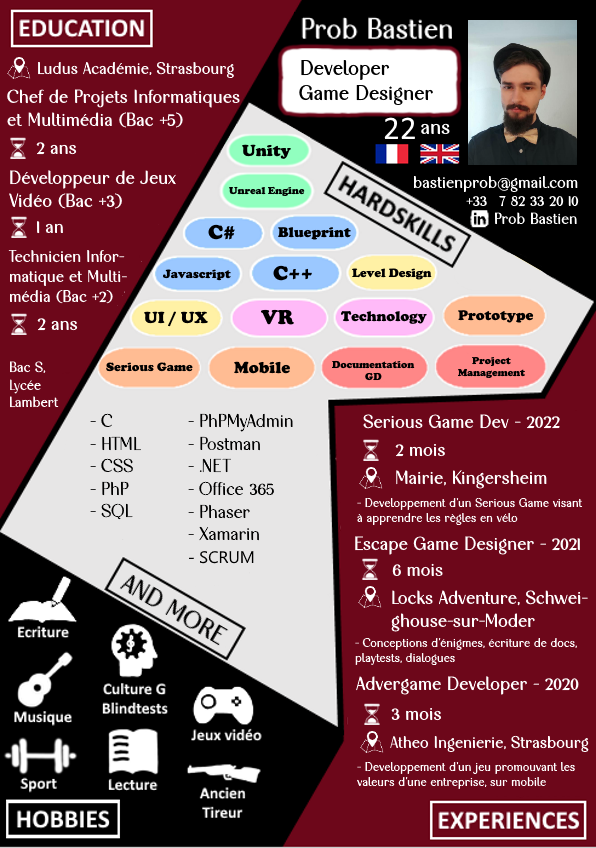 EDUCATION
Ludus Académie, Strasbourg
Chef de Projets Informatiques
et Multimédia (Bac +5)
2 ans
Développeur de Jeux
Vidéo (Bac +3)
1 an
Technicien Infor-
matique et Multi-
média (Bac +2)
2 ans
Bac S,
Lycée
Lambert
Prob Bastien
Developer
Game Designer
22 ans
bastienprob@gmail.com
+33 7 82 33 20 10
in Prob Bastien
HARDSKILLS
Unity
Unreal Engine
C# Blueprint
Javascript C++ Level Design
UI / UX VR Technology Prototype
Serious Game Mobile Documentation
GD
Project
Management
- C
- HTML
- CSS
- PhP
- SQL
- PhPMyAdmin
- Postman
- .NET
- Office 365
- Phaser
- Xamarin
- SCRUM
AND MORE
Serious Game Dev - 2022
2 mois
Mairie, Kingersheim
- Developpement d'un Serious Game visant
à apprendre les règles en vélo
Escape Game Designer - 2021
6 mois
Locks Adventure, Schwei-
ghouse-sur-Moder
- Conceptions d'énigmes, écriture de docs,
playtests, dialogues
Advergame Developer - 2020
3 mois
Atheo Ingenierie, Strasbourg
- Developpement d'un jeu promouvant les
valeurs d'une entreprise, sur mobile
EXPERIENCES
Ecriture
Culture G
Blindtests
Musique
Jeux vidéo
Sport
Lecture
Ancien
Tireur
HOBBIES